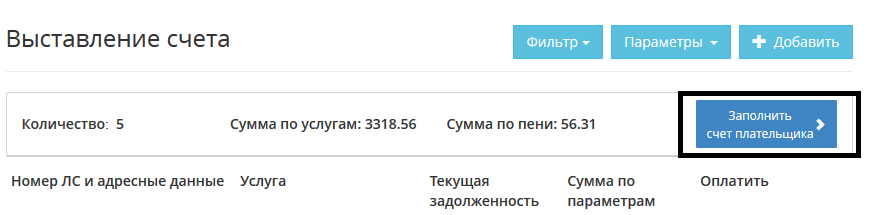 Выставление счета
Фильтр
Параметры
Добавить
Количество: 5
Сумма по услугам: 3318.56
Сумма по пени: 56.31
Заполнить
счет плательщика
Номер ЛС и адресные данные
Услуга
Текущая
задолженность
Сумма по
параметрам
Оплатить